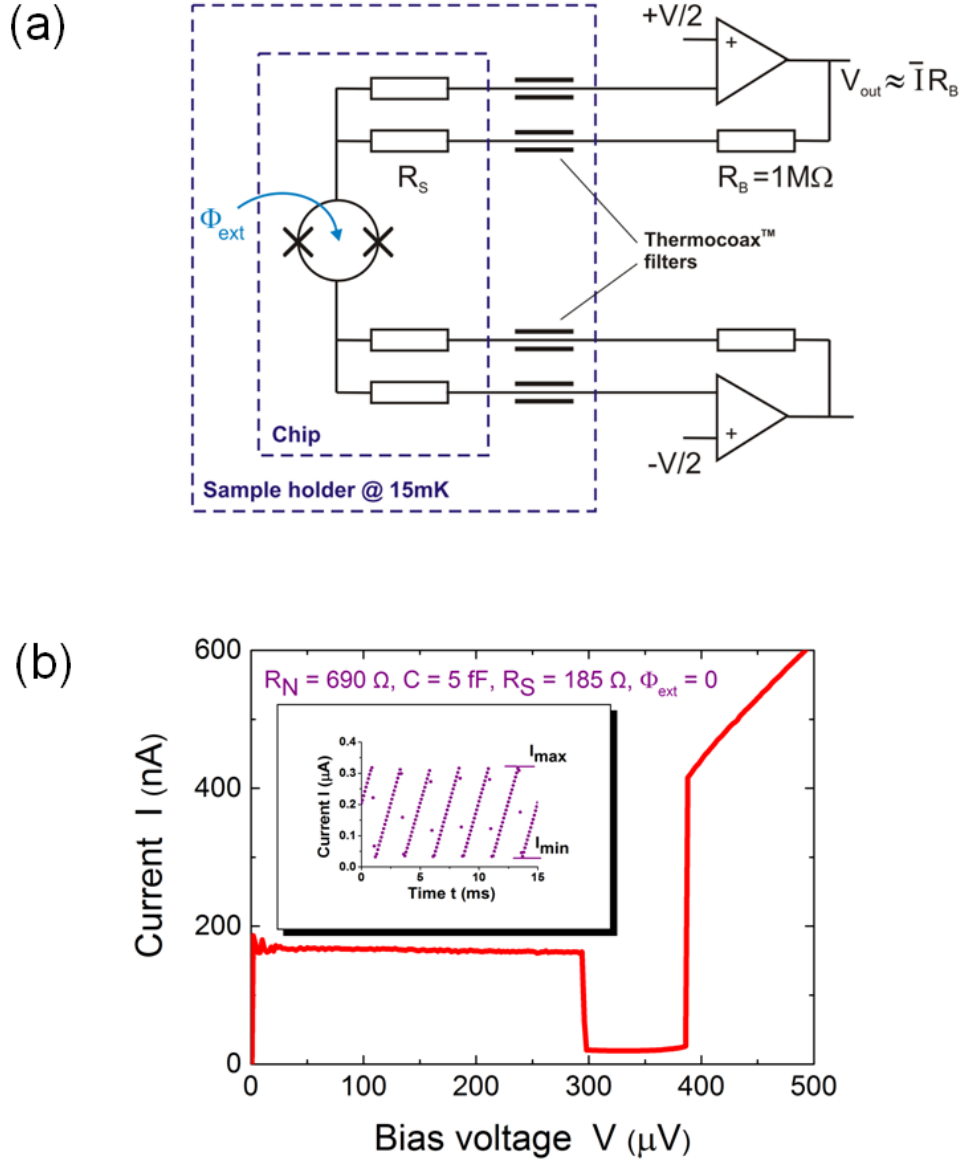 (a)
+V/2
+
V_out ≈ Ī R_B
R_S
R_B=1MΩ
Φ_ext
Thermocoax™
filters
Chip
+
-V/2
Sample holder @ 15mK
(b)
600
R_N = 690 Ω, C = 5 fF, R_S = 185 Ω, Φ_ext = 0
0.4
0.3
0.2
0.1
0.0
Current I (μA)
I_max
I_min
0 5 10 15
Time t (ms)
400
200
0
Current I (nA)
0 100 200 300 400 500
Bias voltage V (μV)